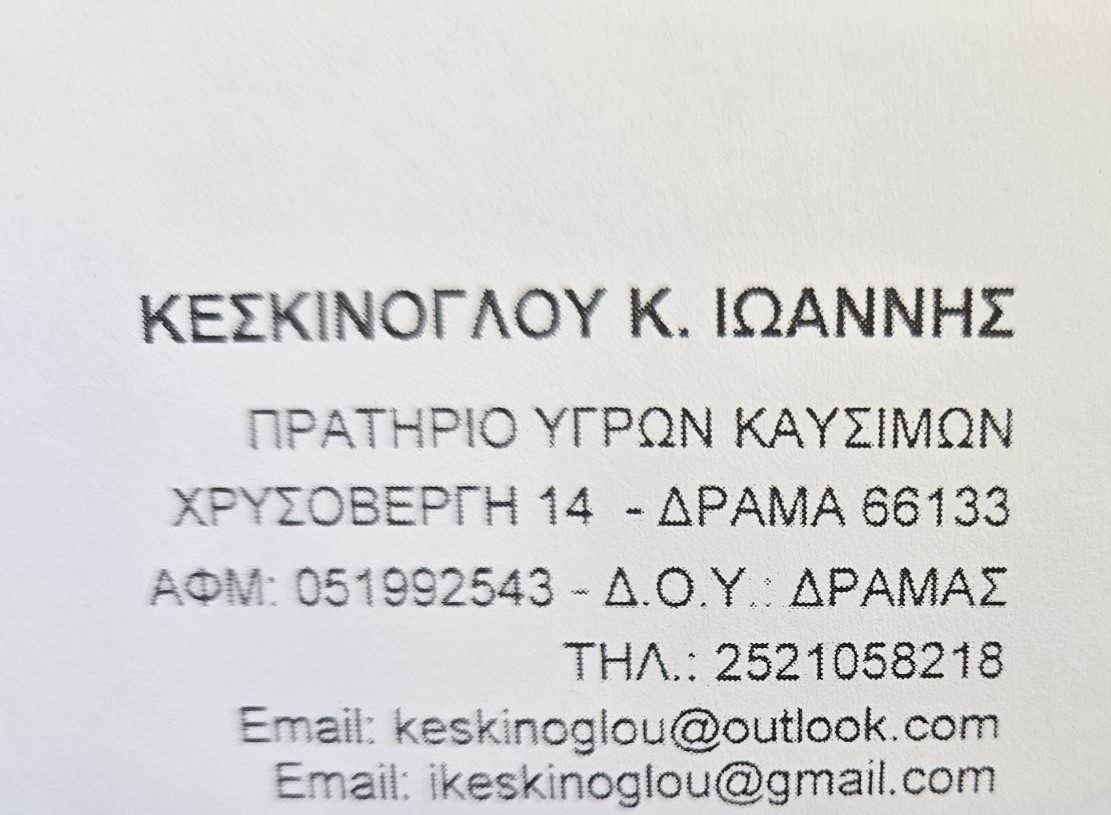 ΚΕΣΚΙΝΟΓΛΟΥ Κ. ΙΩΑΝΝΗΣ
ΠΡΑΤΗΡΙΟ ΥΓΡΩΝ ΚΑΥΣΙΜΩΝ
ΧΡΥΣΟΒΕΡΓΗ 14 - ΔΡΑΜΑ 66133
ΑΦΜ: 051992543 - Δ.Ο.Υ.: ΔΡΑΜΑΣ
ΤΗΛ.: 2521058218
Email: keskinoglou@outlook.com
Email: ikeskinoglou@gmail.com